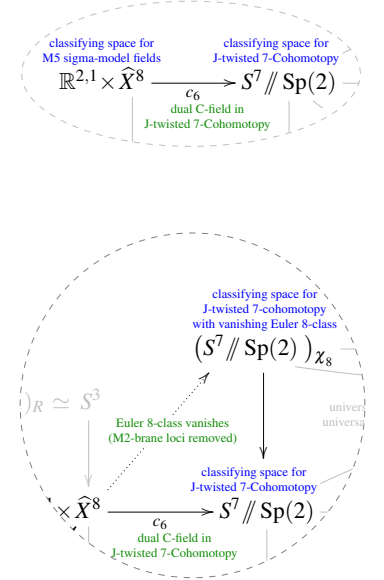 classifying space for classifying space for
M5 sigma-model fields J-twisted 7-Cohomotopy
ℝ^{2,1} × X̂^8 S^7 // Sp(2)
c_6
dual C-field in
J-twisted 7-Cohomotopy
classifying space for
J-twisted 7-cohomotopy
with vanishing Euler 8-class
(S^7 // Sp(2))_{χ_8}
)_R ≃ S^3
Euler 8-class vanishes
(M2-brane loci removed)
classifying space for
J-twisted 7-Cohomotopy
× X̂^8 S^7 // Sp(2)
c_6
dual C-field in
J-twisted 7-Cohomotopy